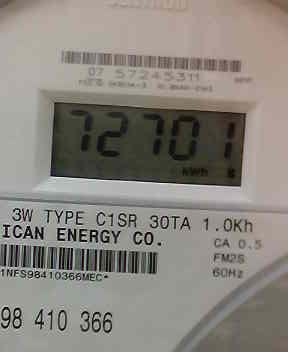 07 57245311
72701
kWh
3W TYPE C1SR 30TA 1.0Kh
ICAN ENERGY CO.
CA 0.5
FM2S
60Hz
1NFS98410366MEC*
98 410 366